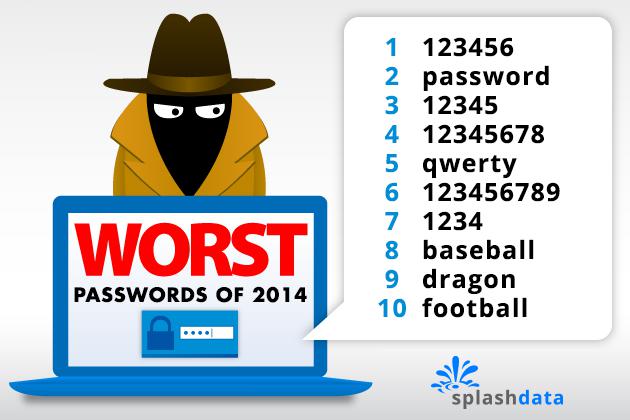 WORST
PASSWORDS OF 2014
1 123456
2 password
3 12345
4 12345678
5 qwerty
6 123456789
7 1234
8 baseball
9 dragon
10 football
splashdata